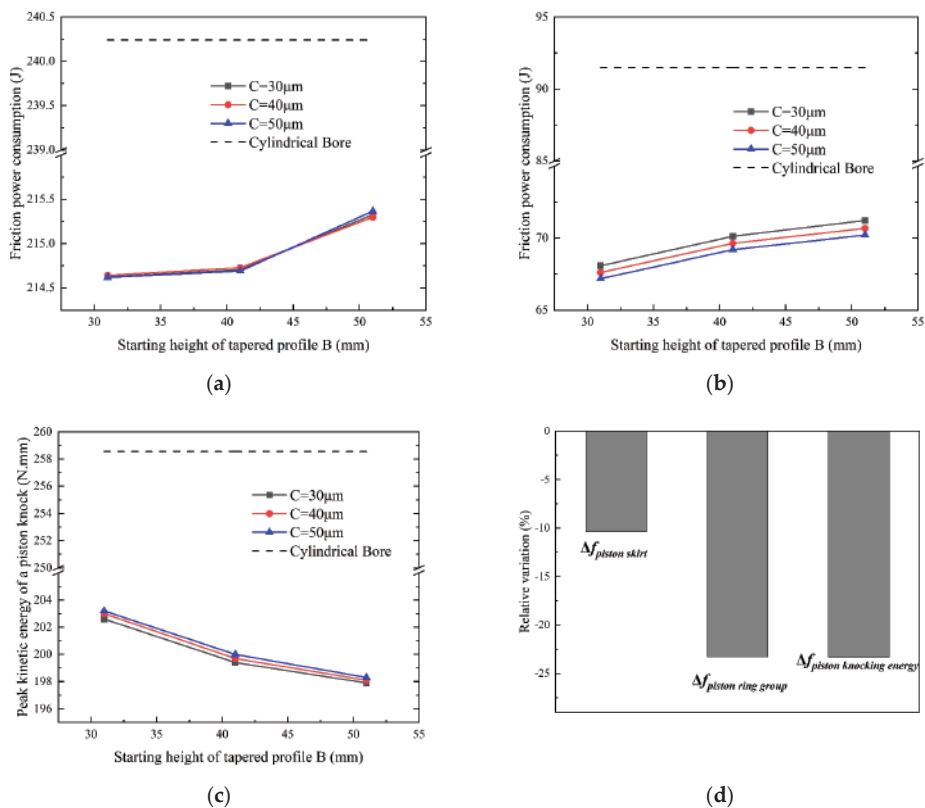 240.5
240.0
239.5
239.0
215.5
215.0
214.5
Friction power consumption (J)
C=30μm
C=40μm
C=50μm
Cylindrical Bore
30 35 40 45 50 55
Starting height of tapered profile B (mm)
(a)
95
90
85
70
65
Friction power consumption (J)
C=30μm
C=40μm
C=50μm
Cylindrical Bore
30 35 40 45 50 55
Starting height of tapered profile B (mm)
(b)
260
258
256
254
252
250
204
202
200
198
196
Peak kinetic energy of a piston knock (N.mm)
C=30μm
C=40μm
C=50μm
Cylindrical Bore
30 35 40 45 50 55
Starting height of tapered profile B (mm)
(c)
0
-5
-10
-15
-20
-25
Relative variation (%)
Δf piston skirt
Δf piston ring group
Δf piston knocking energy
(d)